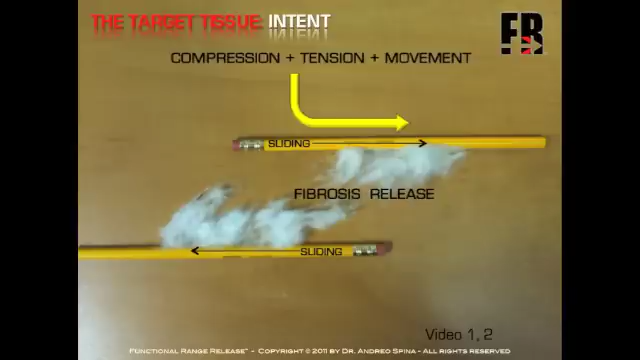 THE TARGET TISSUE: INTENT
FR
COMPRESSION + TENSION + MOVEMENT
SLIDING
FIBROSIS RELEASE
SLIDING
Video 1, 2
FUNCTIONAL RANGE RELEASE™ - COPYRIGHT © 2011 BY DR. ANDREO SPINA - ALL RIGHTS RESERVED